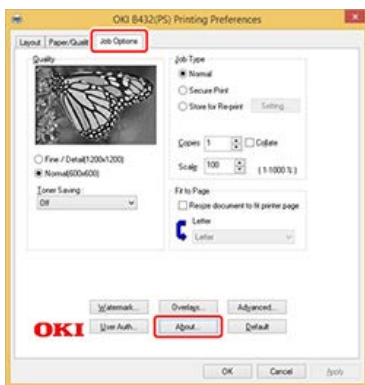 OKI B432(PS) Printing Preferences
Layout Paper/Qualit Job Options
Quality
Fine / Detail(1200x1200)
Normal(600x600)
Toner Saving :
Off
Job Type
Normal
Secure Print
Store for Re-print Setting...
Copies 1 Collate
Scale 100 (1-1000 %)
Fit to Page
Resize document to fit printer page
Letter
Letter
Watermark... Overlays... Advanced...
OKI User Auth... About... Default
OK Cancel Apply